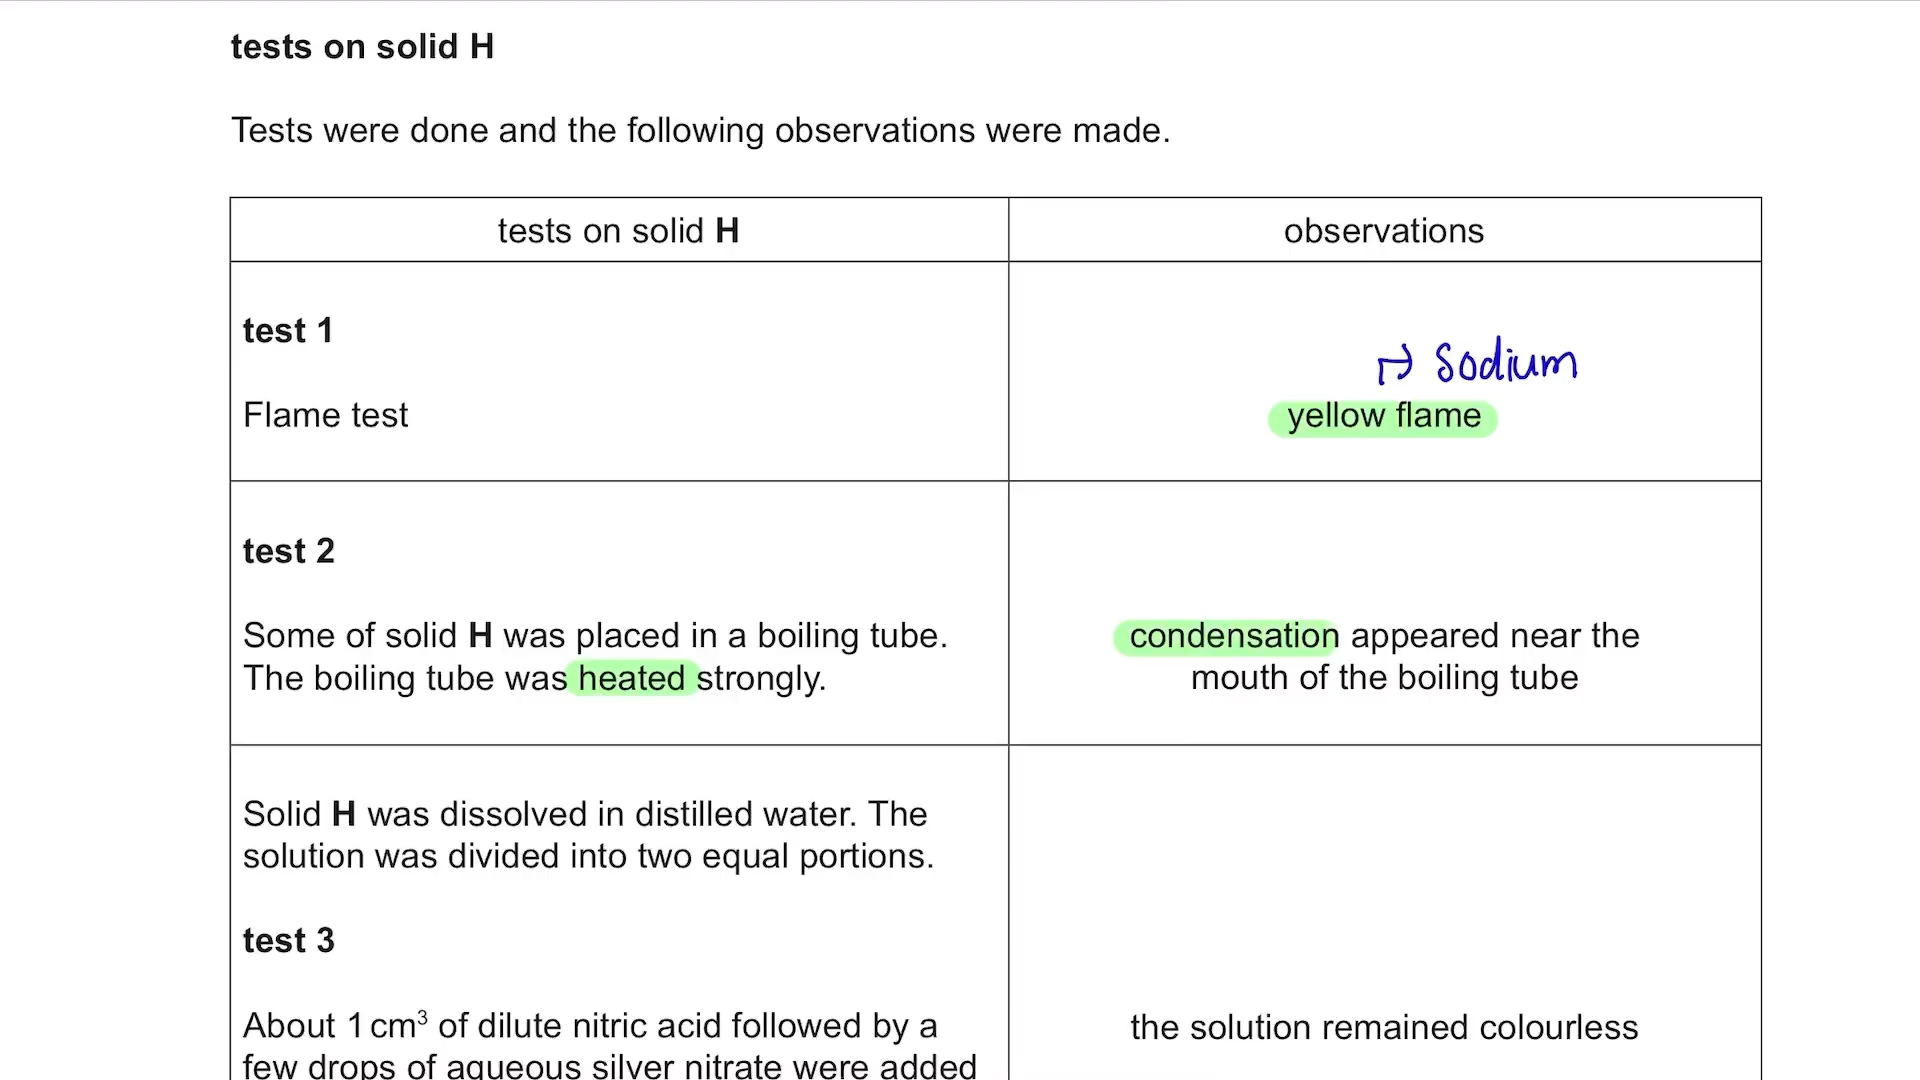 tests on solid H
Tests were done and the following observations were made.
tests on solid H
observations
test 1
Flame test
↦ Sodium
yellow flame
test 2
Some of solid H was placed in a boiling tube.
The boiling tube was heated strongly.
condensation appeared near the
mouth of the boiling tube
Solid H was dissolved in distilled water. The
solution was divided into two equal portions.
test 3
About 1 cm³ of dilute nitric acid followed by a
few drops of aqueous silver nitrate were added
the solution remained colourless